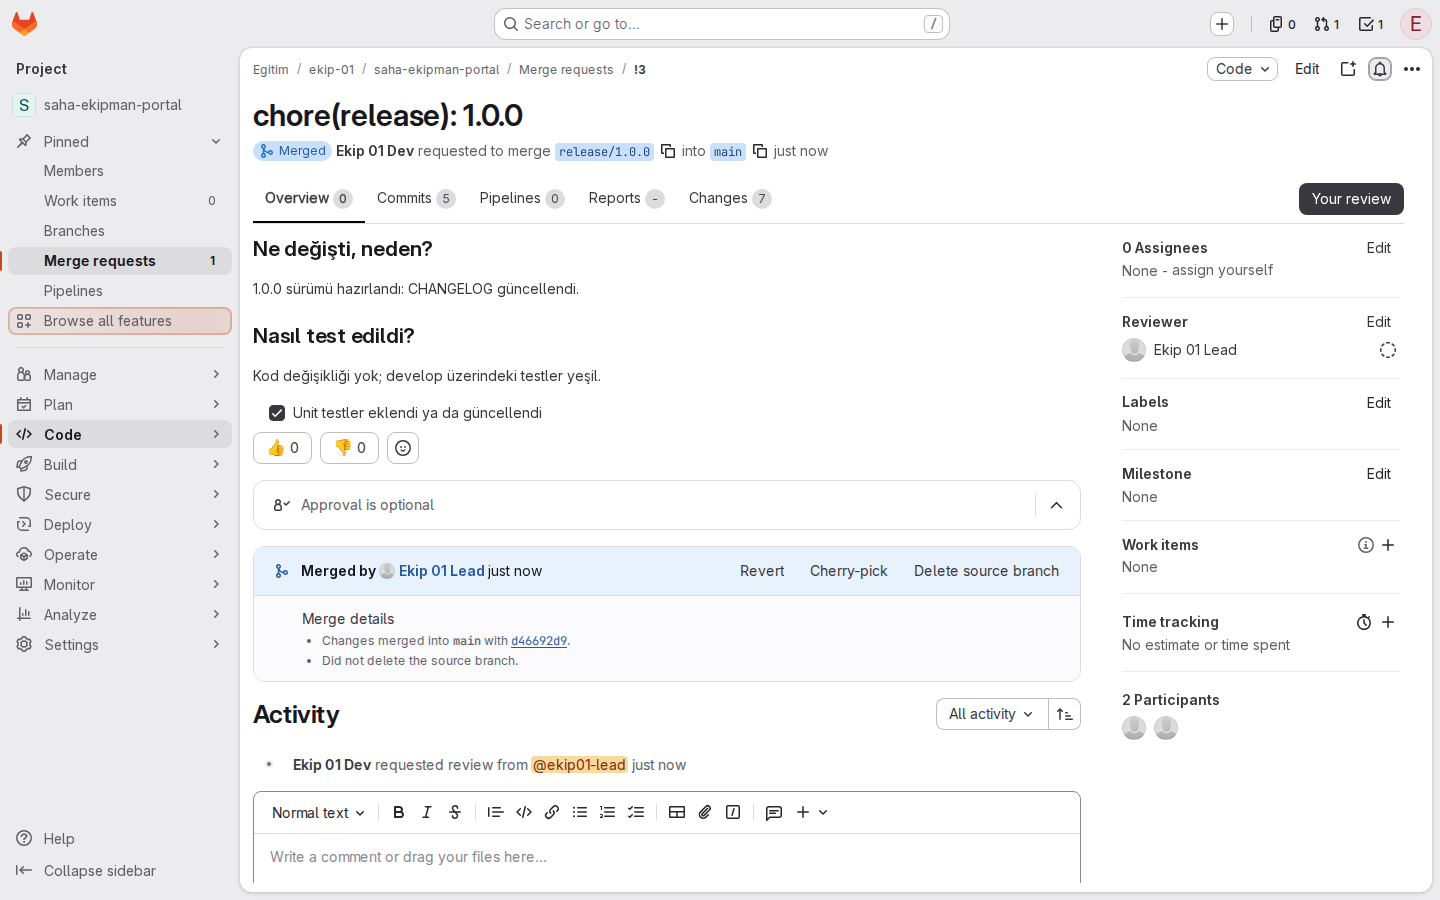 Search or go to...
/
0
1
1
E
Project
S
saha-ekipman-portal
Pinned
Members
Work items 0
Branches
Merge requests 1
Pipelines
Browse all features
Manage
Plan
Code
Build
Secure
Deploy
Operate
Monitor
Analyze
Settings
Help
Collapse sidebar
Egitim / ekip-01 / saha-ekipman-portal / Merge requests / !3
Code
Edit
chore(release): 1.0.0
Merged Ekip 01 Dev requested to merge release/1.0.0 into main just now
Overview 0 Commits 5 Pipelines 0 Reports - Changes 7
Your review
Ne değişti, neden?
1.0.0 sürümü hazırlandı: CHANGELOG güncellendi.
Nasıl test edildi?
Kod değişikliği yok; develop üzerindeki testler yeşil.
Unit testler eklendi ya da güncellendi
👍 0 👎 0
Approval is optional
Merged by Ekip 01 Lead just now
Revert Cherry-pick Delete source branch
Merge details
Changes merged into main with d46692d9.
Did not delete the source branch.
Activity
All activity
Ekip 01 Dev requested review from @ekip01-lead just now
Normal text
Write a comment or drag your files here...
0 Assignees Edit
None - assign yourself
Reviewer Edit
Ekip 01 Lead
Labels Edit
None
Milestone Edit
None
Work items
None
Time tracking
No estimate or time spent
2 Participants